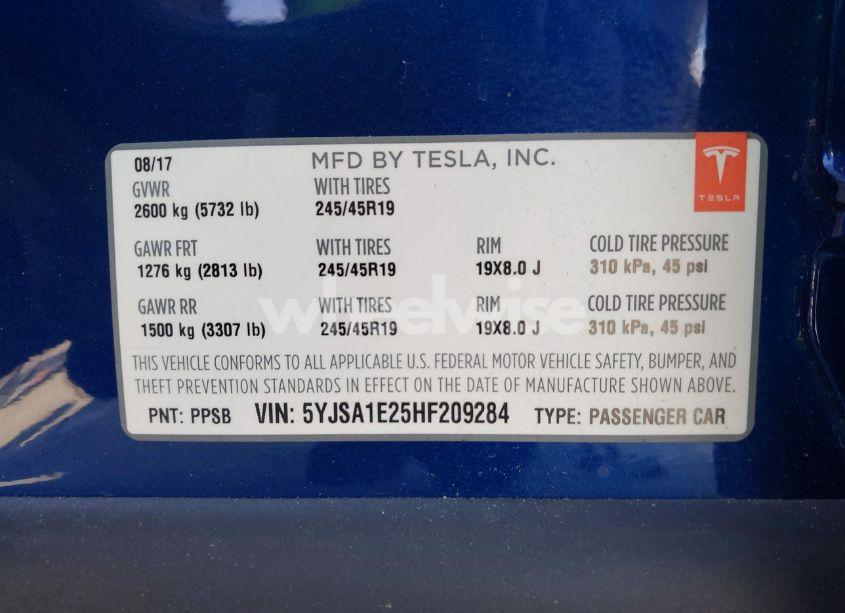 08/17 MFD BY TESLA, INC.
GVWR WITH TIRES
2600 kg (5732 lb) 245/45R19
TESLA
GAWR FRT WITH TIRES RIM COLD TIRE PRESSURE
1276 kg (2813 lb) 245/45R19 19X8.0 J 310 kPa, 45 psi
GAWR RR WITH TIRES RIM COLD TIRE PRESSURE
1500 kg (3307 lb) 245/45R19 19X8.0 J 310 kPa, 45 psi
wheelwise
THIS VEHICLE CONFORMS TO ALL APPLICABLE U.S. FEDERAL MOTOR VEHICLE SAFETY, BUMPER, AND
THEFT PREVENTION STANDARDS IN EFFECT ON THE DATE OF MANUFACTURE SHOWN ABOVE.
PNT: PPSB VIN: 5YJSA1E25HF209284 TYPE: PASSENGER CAR